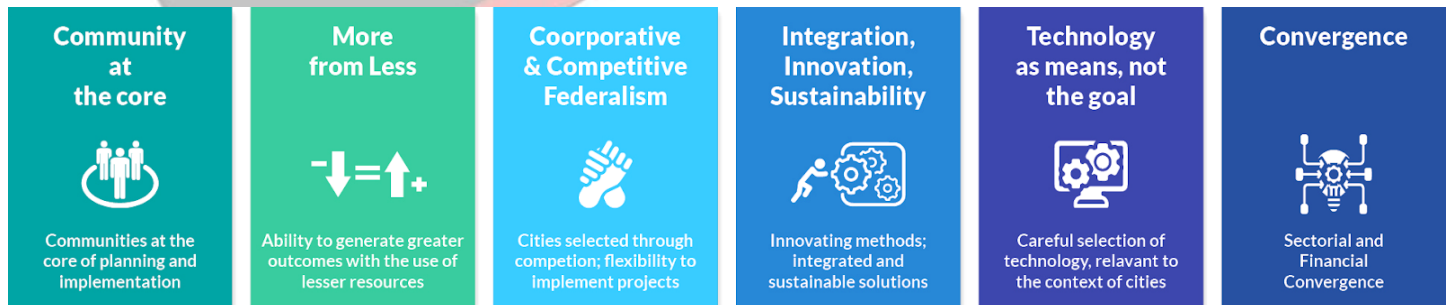 Community
at
the core
Communities at the
core of planning and
implementation
More
from Less
Ability to generate greater
outcomes with the use of
lesser resources
Coorporative
& Competitive
Federalism
Cities selected through
competion; flexibility to
implement projects
Integration,
Innovation,
Sustainability
Innovating methods;
integrated and
sustainable solutions
Technology
as means, not
the goal
Careful selection of
technology, relavant to
the context of cities
Convergence
Sectorial and
Financial
Convergence